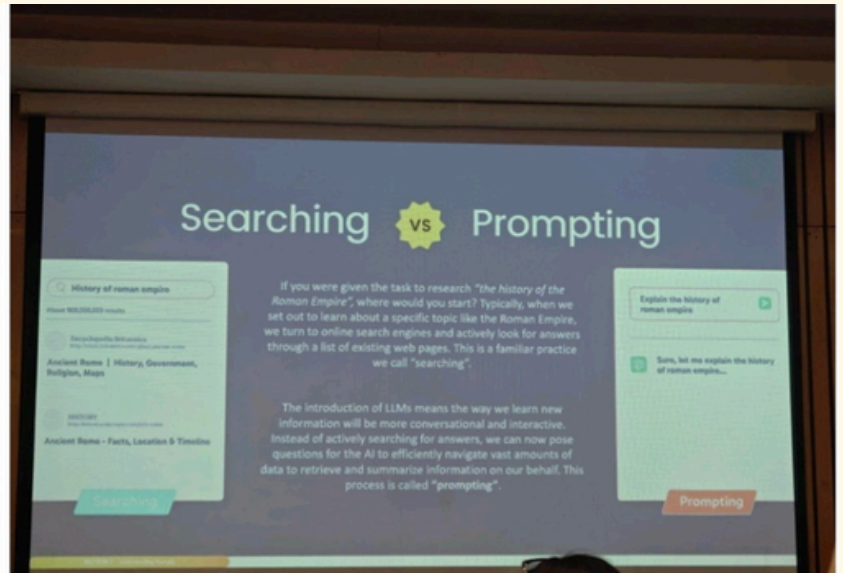 Searching vs Prompting
History of roman empire
About 900,000,000 results
Encyclopedia Britannica
Ancient Rome | History, Government,
Religion, Maps
HISTORY
Ancient Rome - Facts, Location & Timeline
Searching
If you were given the task to research "the history of the
Roman Empire", where would you start? Typically, when we
set out to learn about a specific topic like the Roman Empire,
we turn to online search engines and actively look for answers
through a list of existing web pages. This is a familiar practice
we call "searching".
The introduction of LLMs means the way we learn new
information will be more conversational and interactive.
Instead of actively searching for answers, we can now pose
questions for the AI to efficiently navigate vast amounts of
data to retrieve and summarize information on our behalf. This
process is called "prompting".
Explain the history of
roman empire
Sure, let me explain the history
of roman empire...
Prompting